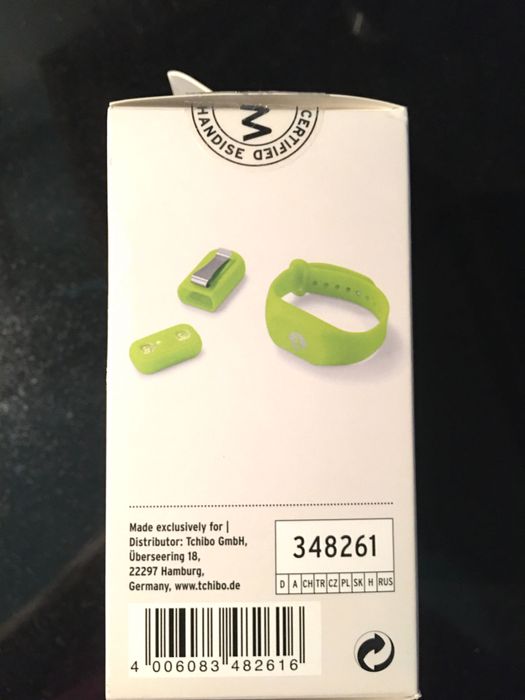 HANDISE CERTIFIED
M
Made exclusively for |
Distributor: Tchibo GmbH,
Überseering 18,
22297 Hamburg,
Germany, www.tchibo.de
348261
D A CH TR CZ PL SK H RUS
4 006083 482616